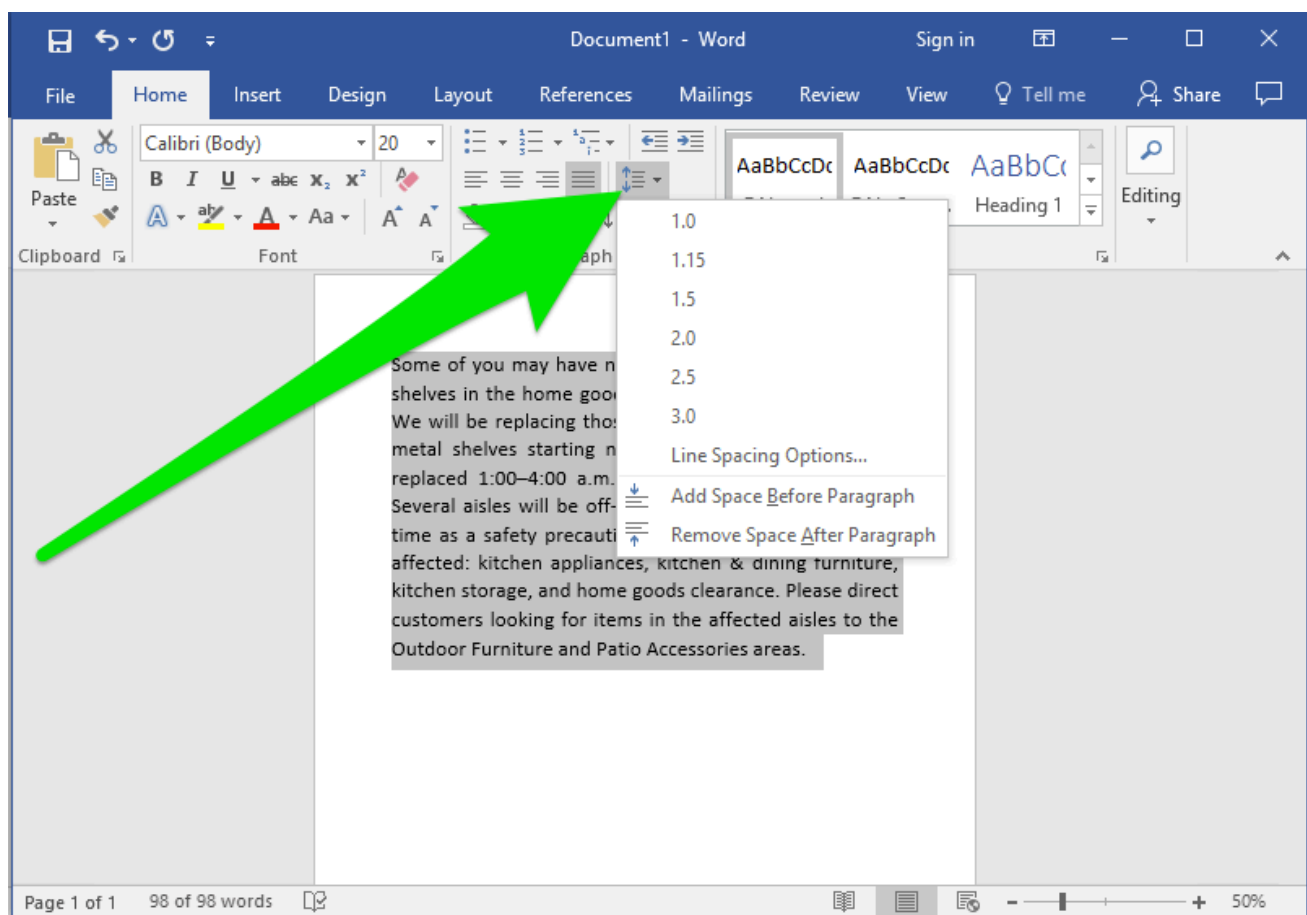 Document1 - Word Sign in
File Home Insert Design Layout References Mailings Review View Tell me Share
Calibri (Body) 20
AaBbCcDc AaBbCcDc AaBbC
Paste B I U abc x₂ x² Editing
A aby A Aa A A Heading 1
Clipboard Font
1.0
1.15
1.5
2.0
2.5
3.0
Line Spacing Options...
Add Space Before Paragraph
Remove Space After Paragraph
Some of you may have
shelves in the home
We will be replacing
metal shelves starting
replaced 1:00–4:00 a.m.
Several aisles will be
time as a safety
affected: kitchen appliances, kitchen & dining furniture,
kitchen storage, and home goods clearance. Please direct
customers looking for items in the affected aisles to the
Outdoor Furniture and Patio Accessories areas.
Page 1 of 1 98 of 98 words 50%